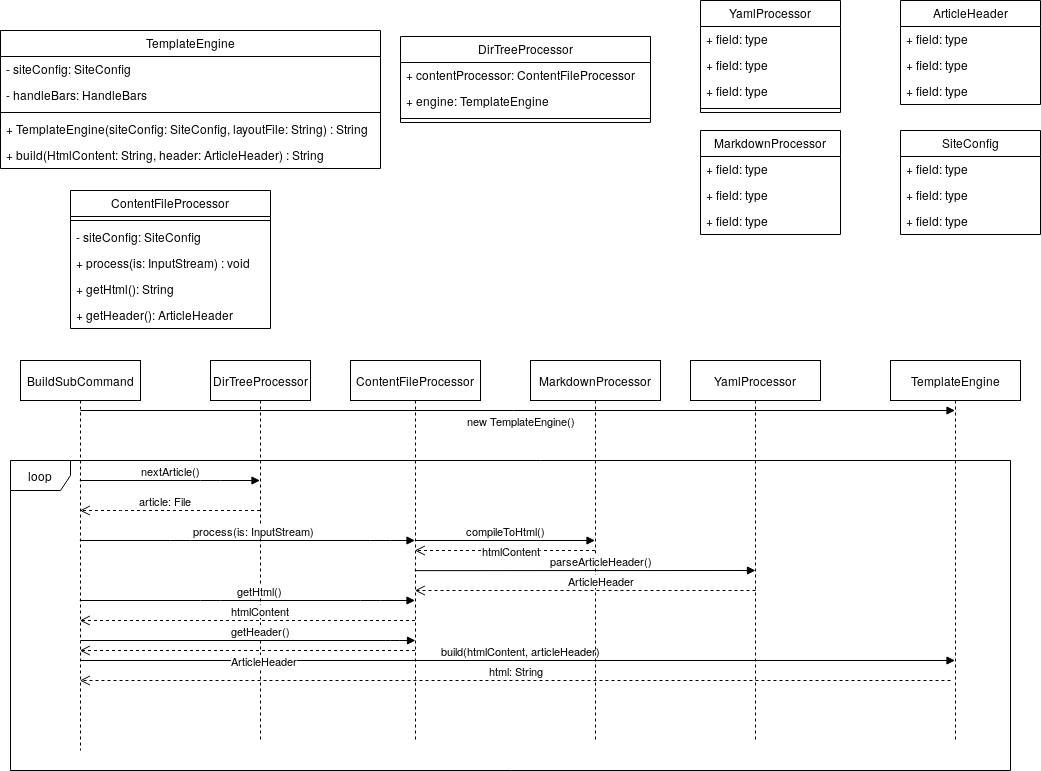 TemplateEngine
- siteConfig: SiteConfig
- handleBars: HandleBars
+ TemplateEngine(siteConfig: SiteConfig, layoutFile: String) : String
+ build(HtmlContent: String, header: ArticleHeader) : String
DirTreeProcessor
+ contentProcessor: ContentFileProcessor
+ engine: TemplateEngine
YamlProcessor
+ field: type
+ field: type
+ field: type
ArticleHeader
+ field: type
+ field: type
+ field: type
MarkdownProcessor
+ field: type
+ field: type
+ field: type
SiteConfig
+ field: type
+ field: type
+ field: type
ContentFileProcessor
- siteConfig: SiteConfig
+ process(is: InputStream) : void
+ getHtml(): String
+ getHeader(): ArticleHeader
BuildSubCommand
DirTreeProcessor
ContentFileProcessor
MarkdownProcessor
YamlProcessor
TemplateEngine
new TemplateEngine()
loop
nextArticle()
article: File
process(is: InputStream)
compileToHtml()
htmlContent
parseArticleHeader()
ArticleHeader
getHtml()
htmlContent
getHeader()
ArticleHeader
build(htmlContent, articleHeader)
html: String